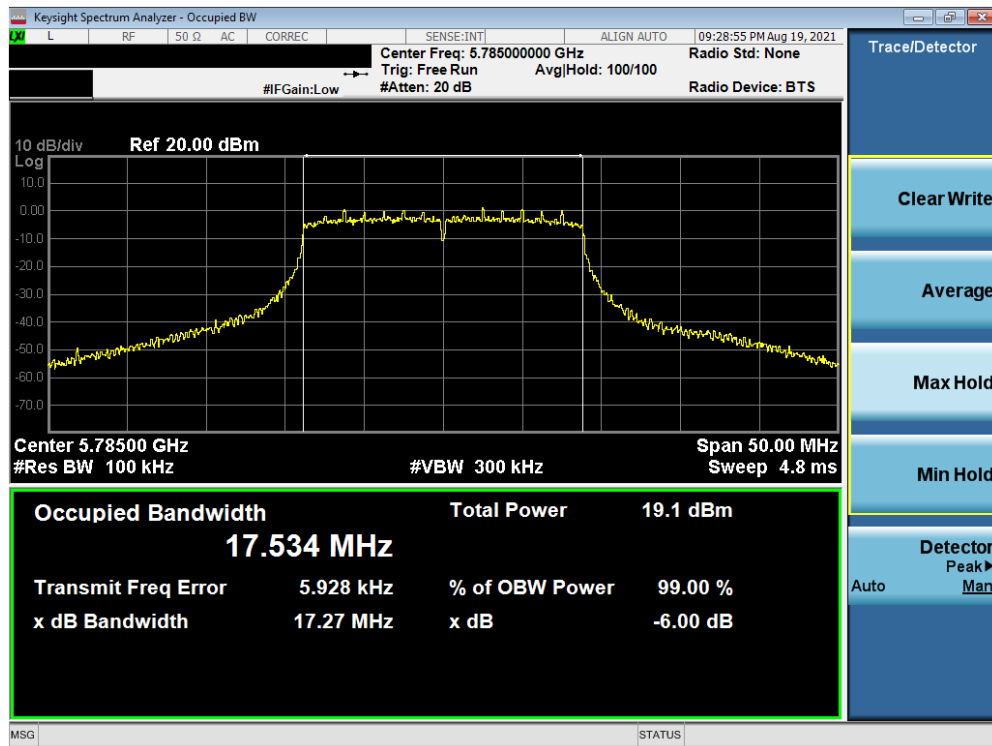 Keysight Spectrum Analyzer - Occupied BW
LXI L RF 50 Ω AC CORREC SENSE:INT ALIGN AUTO 09:28:55 PM Aug 19, 2021
Center Freq: 5.785000000 GHz Radio Std: None
Trig: Free Run Avg|Hold: 100/100
#IFGain:Low #Atten: 20 dB Radio Device: BTS
10 dB/div Ref 20.00 dBm
Log
10.0
0.00
-10.0
-20.0
-30.0
-40.0
-50.0
-60.0
-70.0
Center 5.78500 GHz Span 50.00 MHz
#Res BW 100 kHz #VBW 300 kHz Sweep 4.8 ms
Occupied Bandwidth Total Power 19.1 dBm
17.534 MHz
Transmit Freq Error 5.928 kHz % of OBW Power 99.00 %
x dB Bandwidth 17.27 MHz x dB -6.00 dB
Trace/Detector
Clear Write
Average
Max Hold
Min Hold
Detector
Peak▶
Auto Man
MSG STATUS